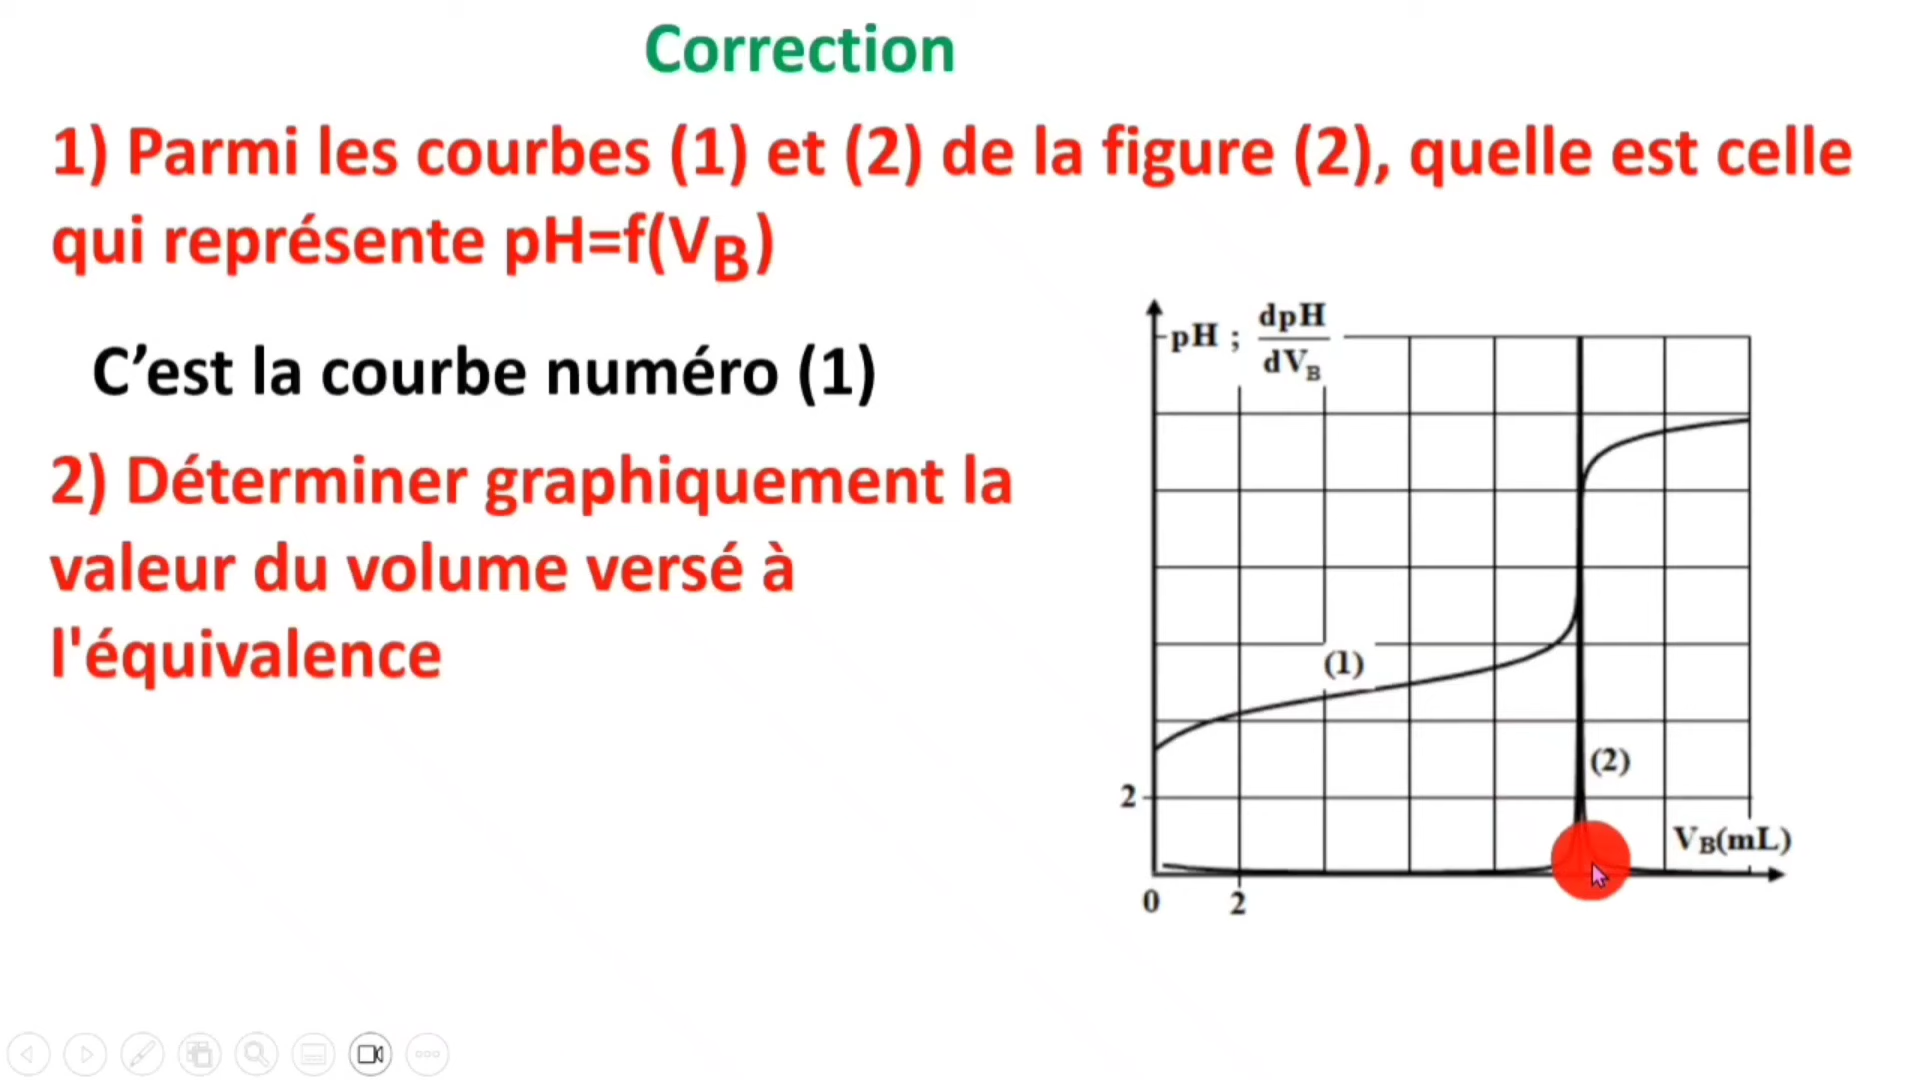 Correction
1) Parmi les courbes (1) et (2) de la figure (2), quelle est celle
qui représente pH=f(VB)
C’est la courbe numéro (1)
2) Déterminer graphiquement la
valeur du volume versé à
l'équivalence
pH ; dpH
dVB
(1)
(2)
2
VB(mL)
0
2